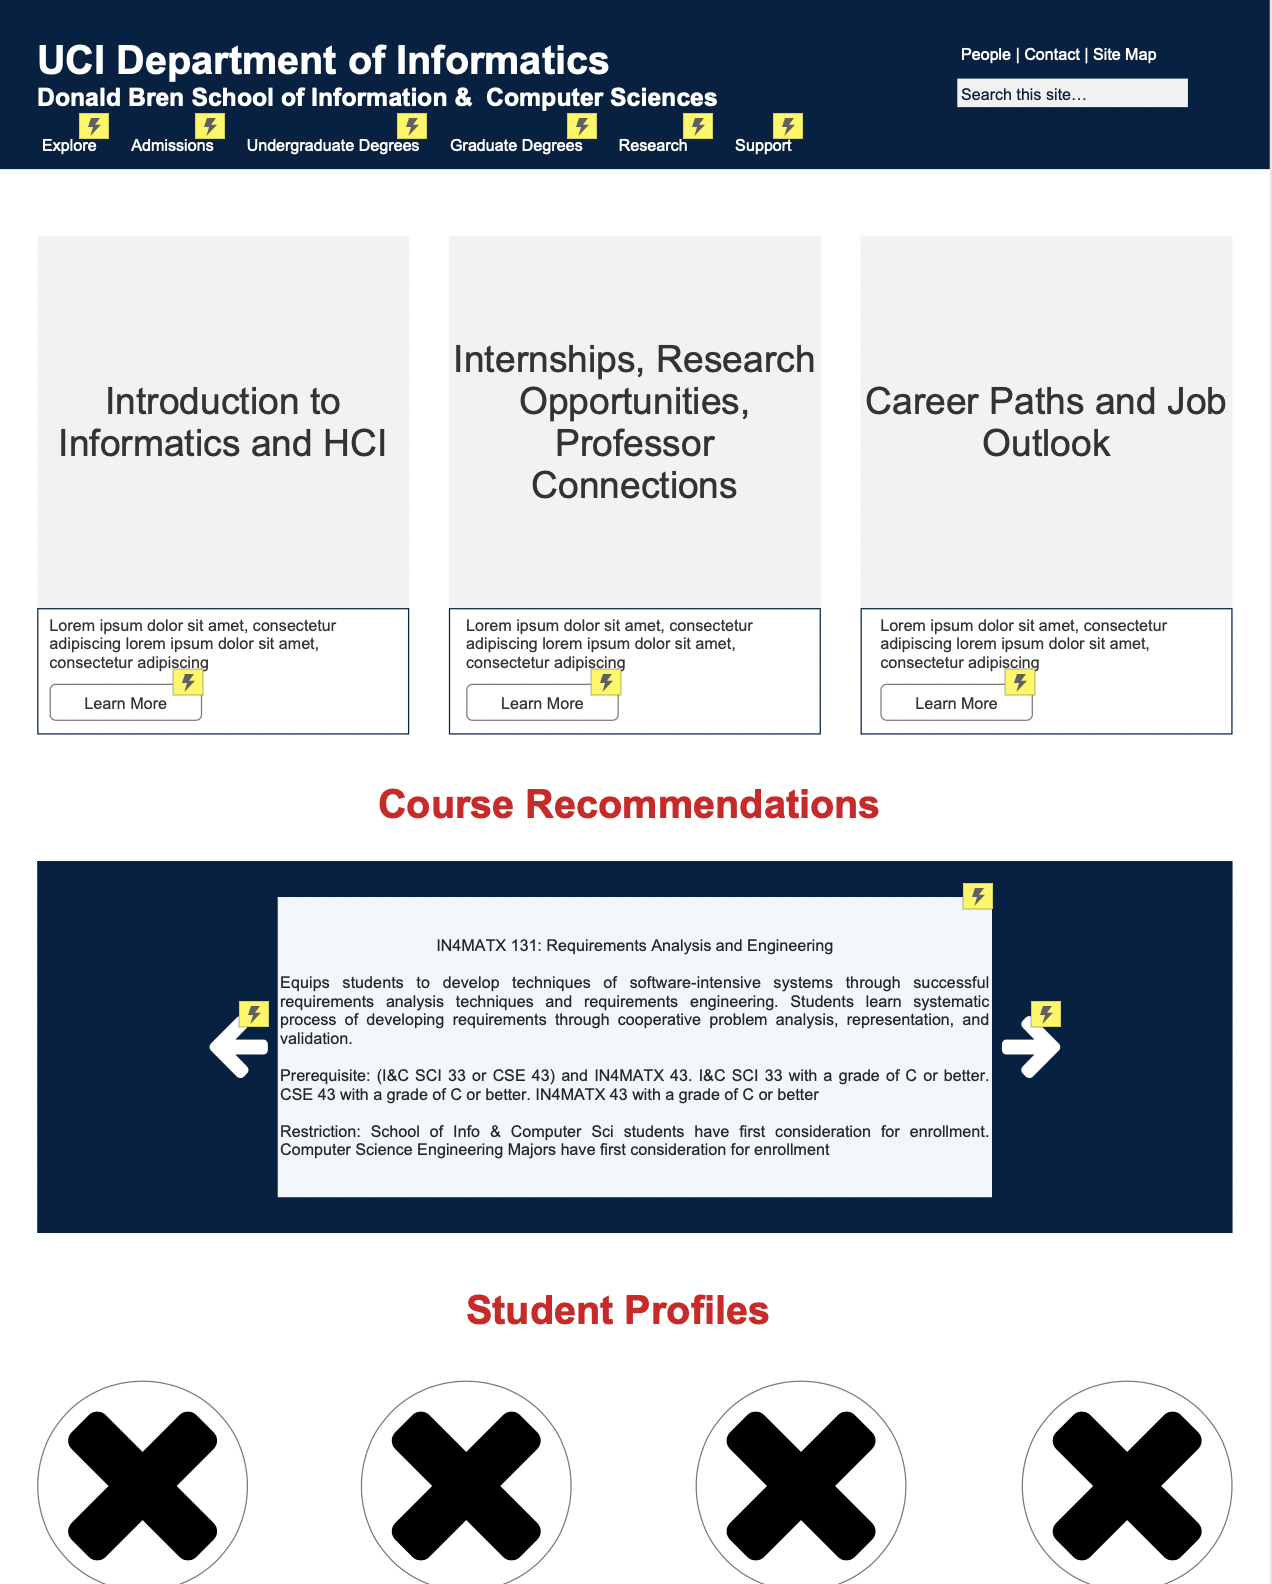 UCI Department of Informatics
Donald Bren School of Information &  Computer Sciences
People | Contact | Site Map
Search this site…
Explore
Admissions
Undergraduate Degrees
Graduate Degrees
Research
Support
Introduction to
Informatics and HCI
Internships, Research
Opportunities,
Professor
Connections
Career Paths and Job
Outlook
Lorem ipsum dolor sit amet, consectetur
adipiscing lorem ipsum dolor sit amet,
consectetur adipiscing
Learn More
Lorem ipsum dolor sit amet, consectetur
adipiscing lorem ipsum dolor sit amet,
consectetur adipiscing
Learn More
Lorem ipsum dolor sit amet, consectetur
adipiscing lorem ipsum dolor sit amet,
consectetur adipiscing
Learn More
Course Recommendations
IN4MATX 131: Requirements Analysis and Engineering
Equips students to develop techniques of software-intensive systems through successful
requirements analysis techniques and requirements engineering. Students learn systematic
process of developing requirements through cooperative problem analysis, representation, and
validation.
Prerequisite: (I&C SCI 33 or CSE 43) and IN4MATX 43. I&C SCI 33 with a grade of C or better.
CSE 43 with a grade of C or better. IN4MATX 43 with a grade of C or better
Restriction: School of Info & Computer Sci students have first consideration for enrollment.
Computer Science Engineering Majors have first consideration for enrollment
Student Profiles